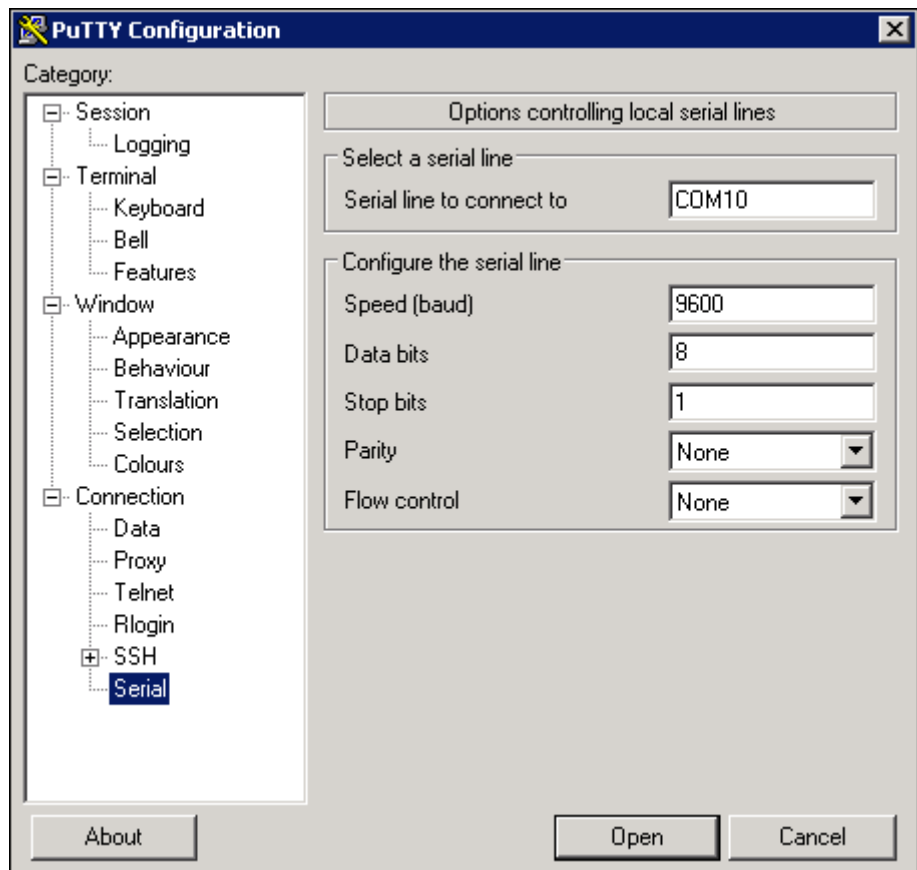 PuTTY Configuration
Category:
Session
Logging
Terminal
Keyboard
Bell
Features
Window
Appearance
Behaviour
Translation
Selection
Colours
Connection
Data
Proxy
Telnet
Rlogin
SSH
Serial
Options controlling local serial lines
Select a serial line
Serial line to connect to COM10
Configure the serial line
Speed (baud) 9600
Data bits 8
Stop bits 1
Parity None
Flow control None
About Open Cancel